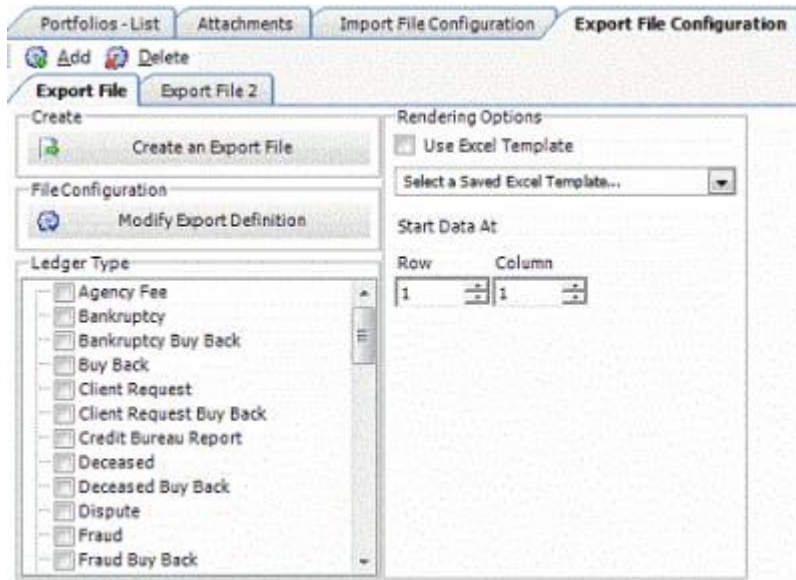 Portfolios - List Attachments Import File Configuration Export File Configuration
Add Delete
Export File Export File 2
Create
Create an Export File
File Configuration
Modify Export Definition
Ledger Type
Agency Fee
Bankruptcy
Bankruptcy Buy Back
Buy Back
Client Request
Client Request Buy Back
Credit Bureau Report
Deceased
Deceased Buy Back
Dispute
Fraud
Fraud Buy Back
Rendering Options
Use Excel Template
Select a Saved Excel Template...
Start Data At
Row Column
1 1